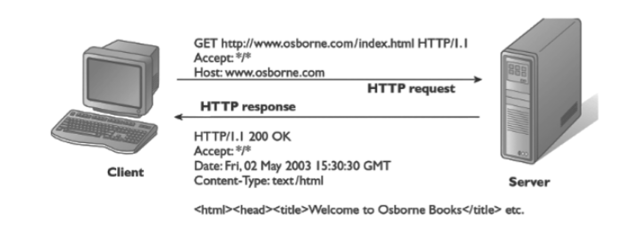 GET http://www.osborne.com/index.html HTTP/1.1
Accept: */*
Host: www.osborne.com
HTTP request
HTTP response
HTTP/1.1 200 OK
Accept: */*
Date: Fri, 02 May 2003 15:30:30 GMT
Content-Type: text/html
Client
Server
<html><head><title>Welcome to Osborne Books</title> etc.